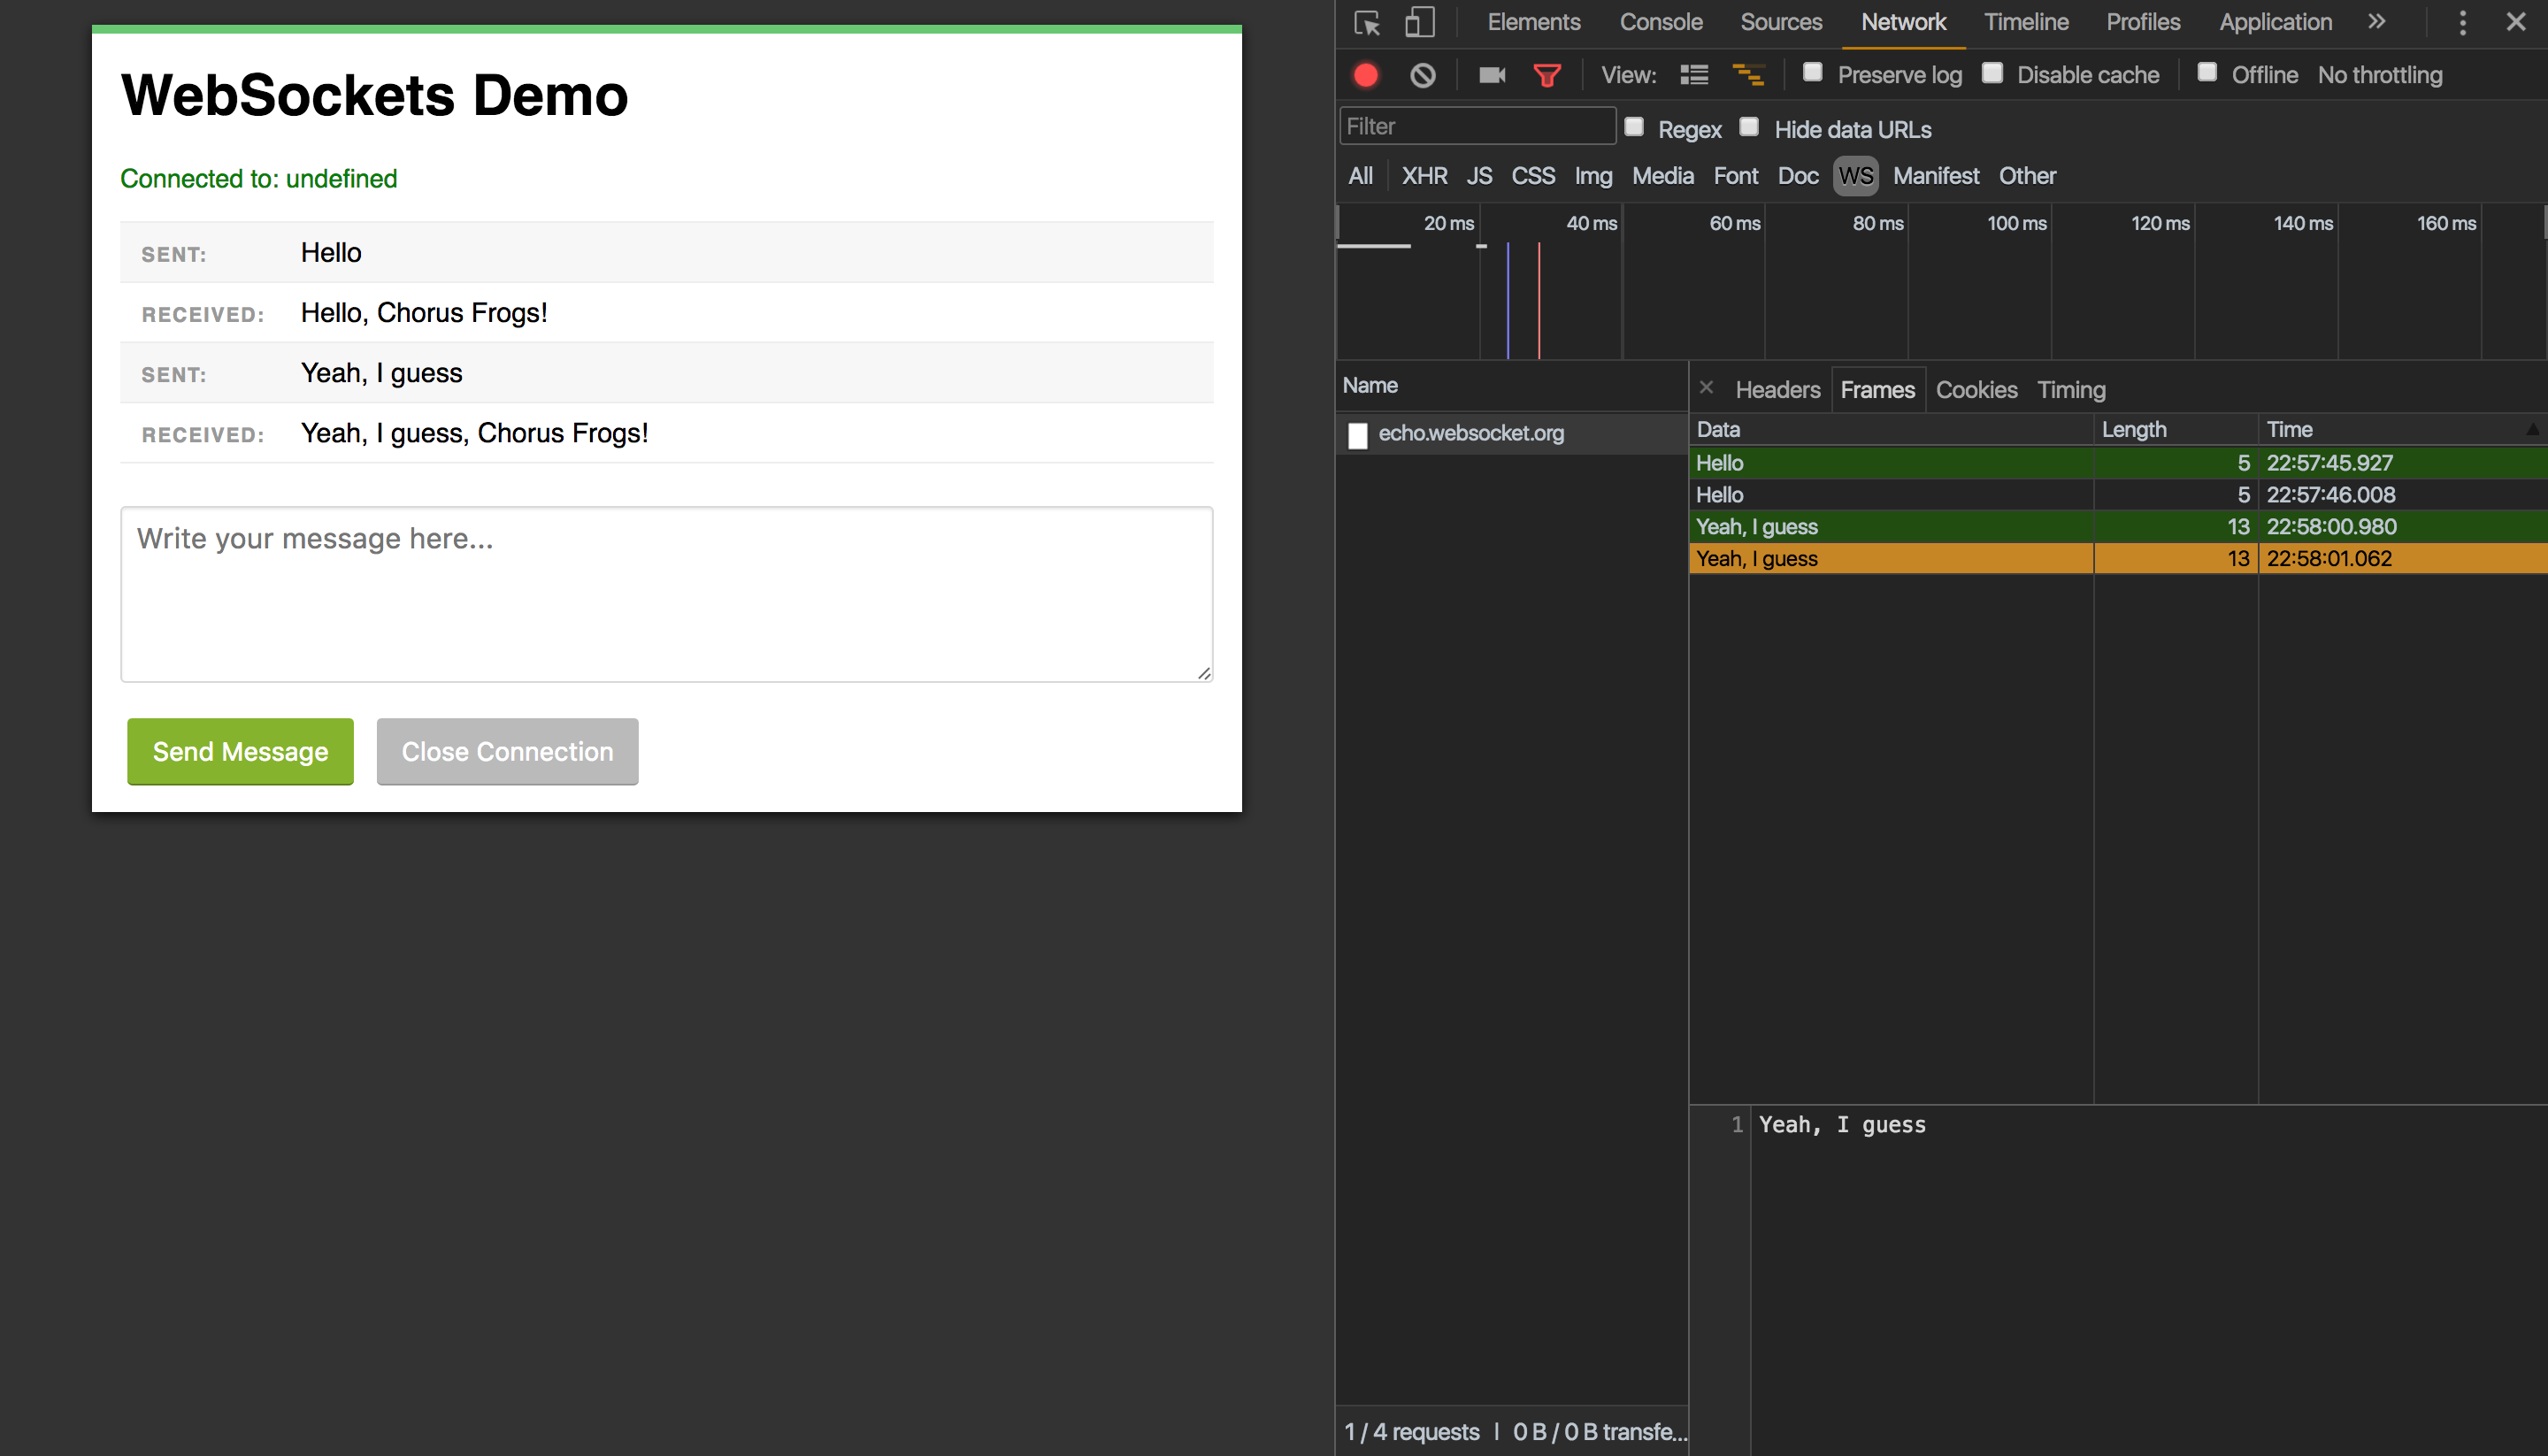 WebSockets Demo
Connected to: undefined
SENT: Hello
RECEIVED: Hello, Chorus Frogs!
SENT: Yeah, I guess
RECEIVED: Yeah, I guess, Chorus Frogs!
Write your message here...
Send Message Close Connection
Elements Console Sources Network Timeline Profiles Application »
View: Preserve log Disable cache Offline No throttling
Filter Regex Hide data URLs
All XHR JS CSS Img Media Font Doc WS Manifest Other
20 ms 40 ms 60 ms 80 ms 100 ms 120 ms 140 ms 160 ms
Name
echo.websocket.org
× Headers Frames Cookies Timing
Data Length Time
Hello 5 22:57:45.927
Hello 5 22:57:46.008
Yeah, I guess 13 22:58:00.980
Yeah, I guess 13 22:58:01.062
1 Yeah, I guess
1 / 4 requests | 0 B / 0 B transfe...